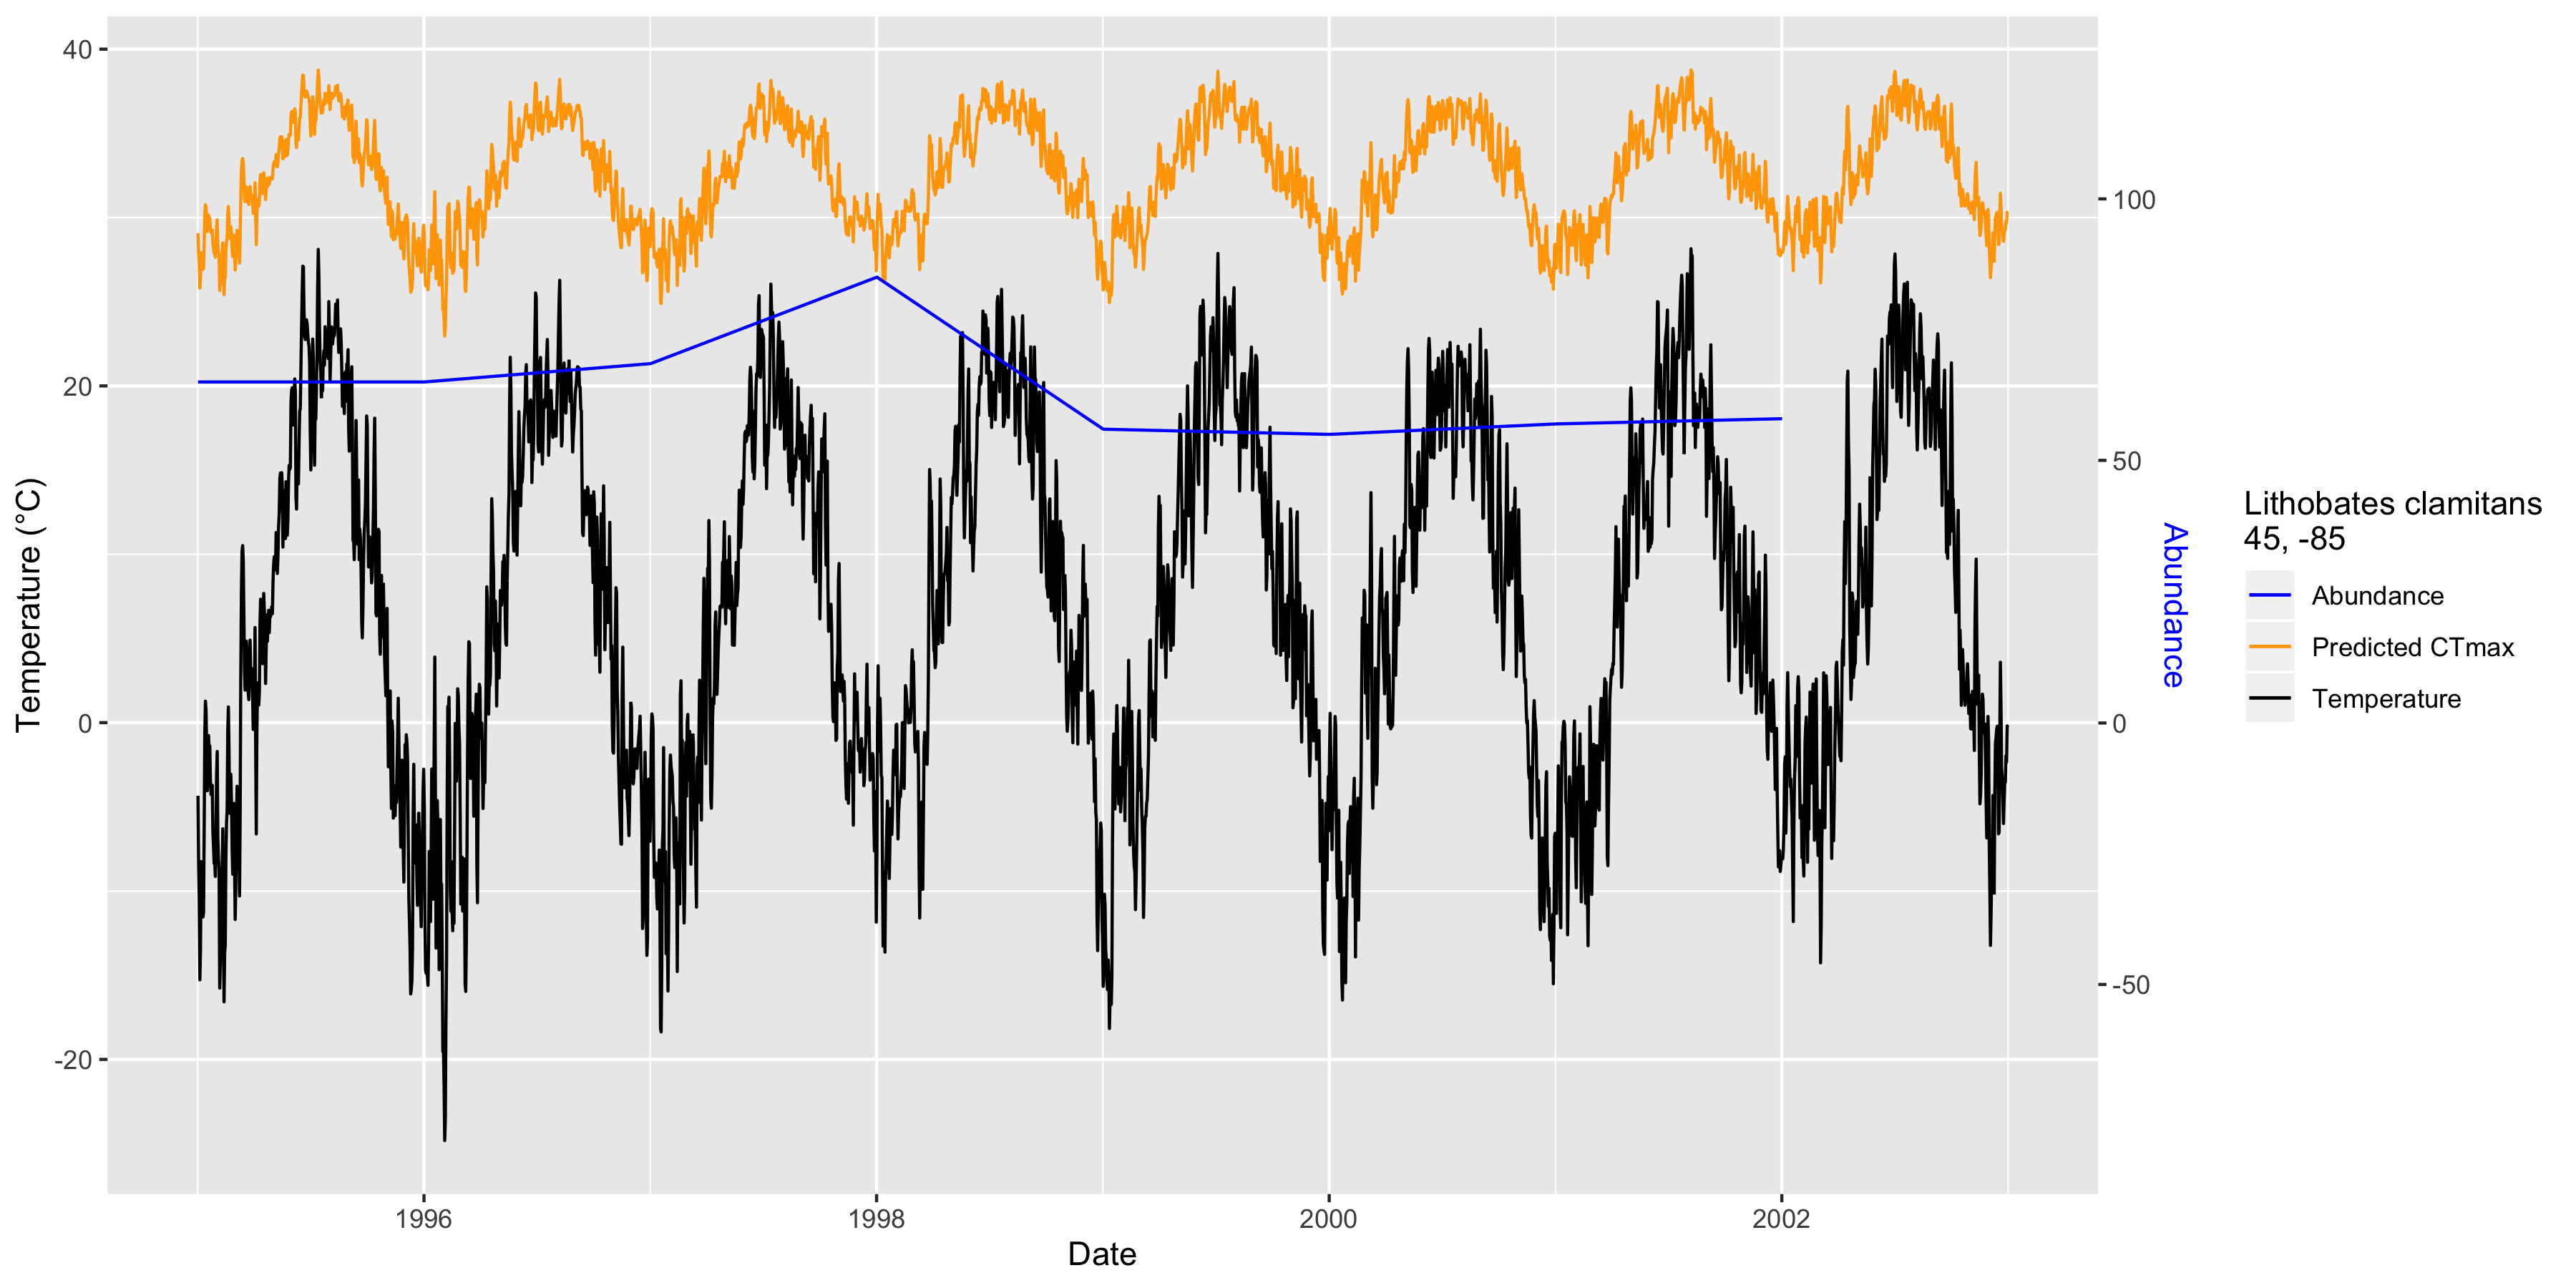 40
20
0
-20
Temperature (°C)
1996
1998
2000
2002
Date
100
50
0
-50
Abundance
Lithobates clamitans
45, -85
Abundance
Predicted CTmax
Temperature